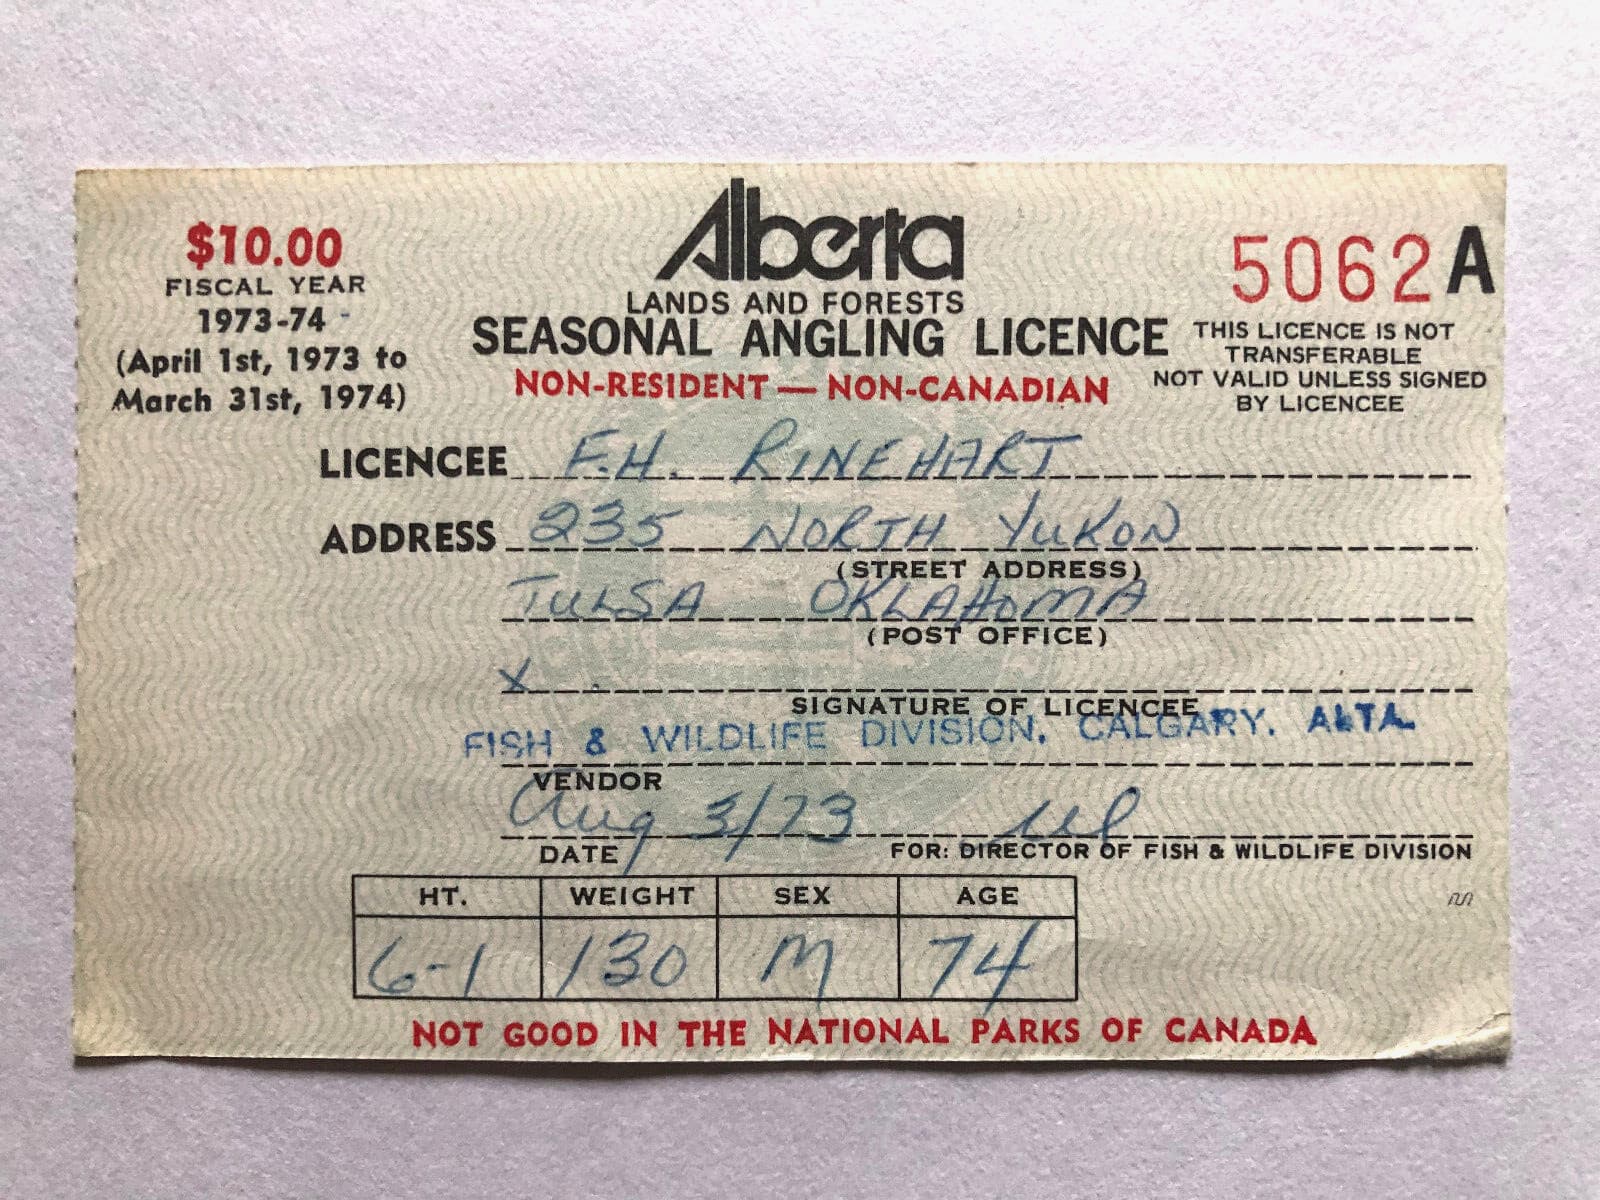 $10.00
FISCAL YEAR
1973-74
(April 1st, 1973 to
March 31st, 1974)
Alberta
LANDS AND FORESTS
SEASONAL ANGLING LICENCE
NON-RESIDENT — NON-CANADIAN
5062 A
THIS LICENCE IS NOT
TRANSFERABLE
NOT VALID UNLESS SIGNED
BY LICENCEE
LICENCEE F.H. RINEHART
ADDRESS 235 NORTH YUKON
(STREET ADDRESS)
TULSA OKLAHOMA
(POST OFFICE)
X
SIGNATURE OF LICENCEE
FISH & WILDLIFE DIVISION, CALGARY, ALTA.
VENDOR
Aug 3/73
DATE FOR: DIRECTOR OF FISH & WILDLIFE DIVISION
HT. WEIGHT SEX AGE
6-1 130 M 74
NOT GOOD IN THE NATIONAL PARKS OF CANADA